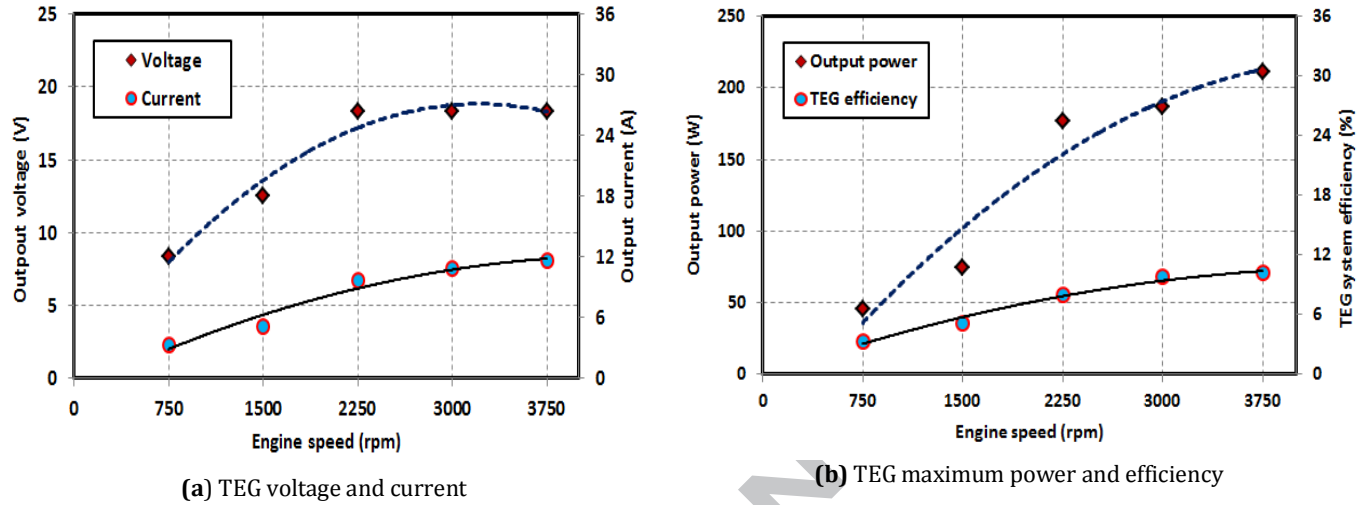 25
20
15
10
5
0
Outpout voltage (V)
Voltage
Current
36
30
24
18
12
6
0
Output current (A)
0 750 1500 2250 3000 3750
Engine speed (rpm)
(a) TEG voltage and current
250
200
150
100
50
0
Output power (W)
Output power
TEG efficiency
36
30
24
18
12
6
0
TEG system efficiency (%)
0 750 1500 2250 3000 3750
Engine speed (rpm)
(b) TEG maximum power and efficiency